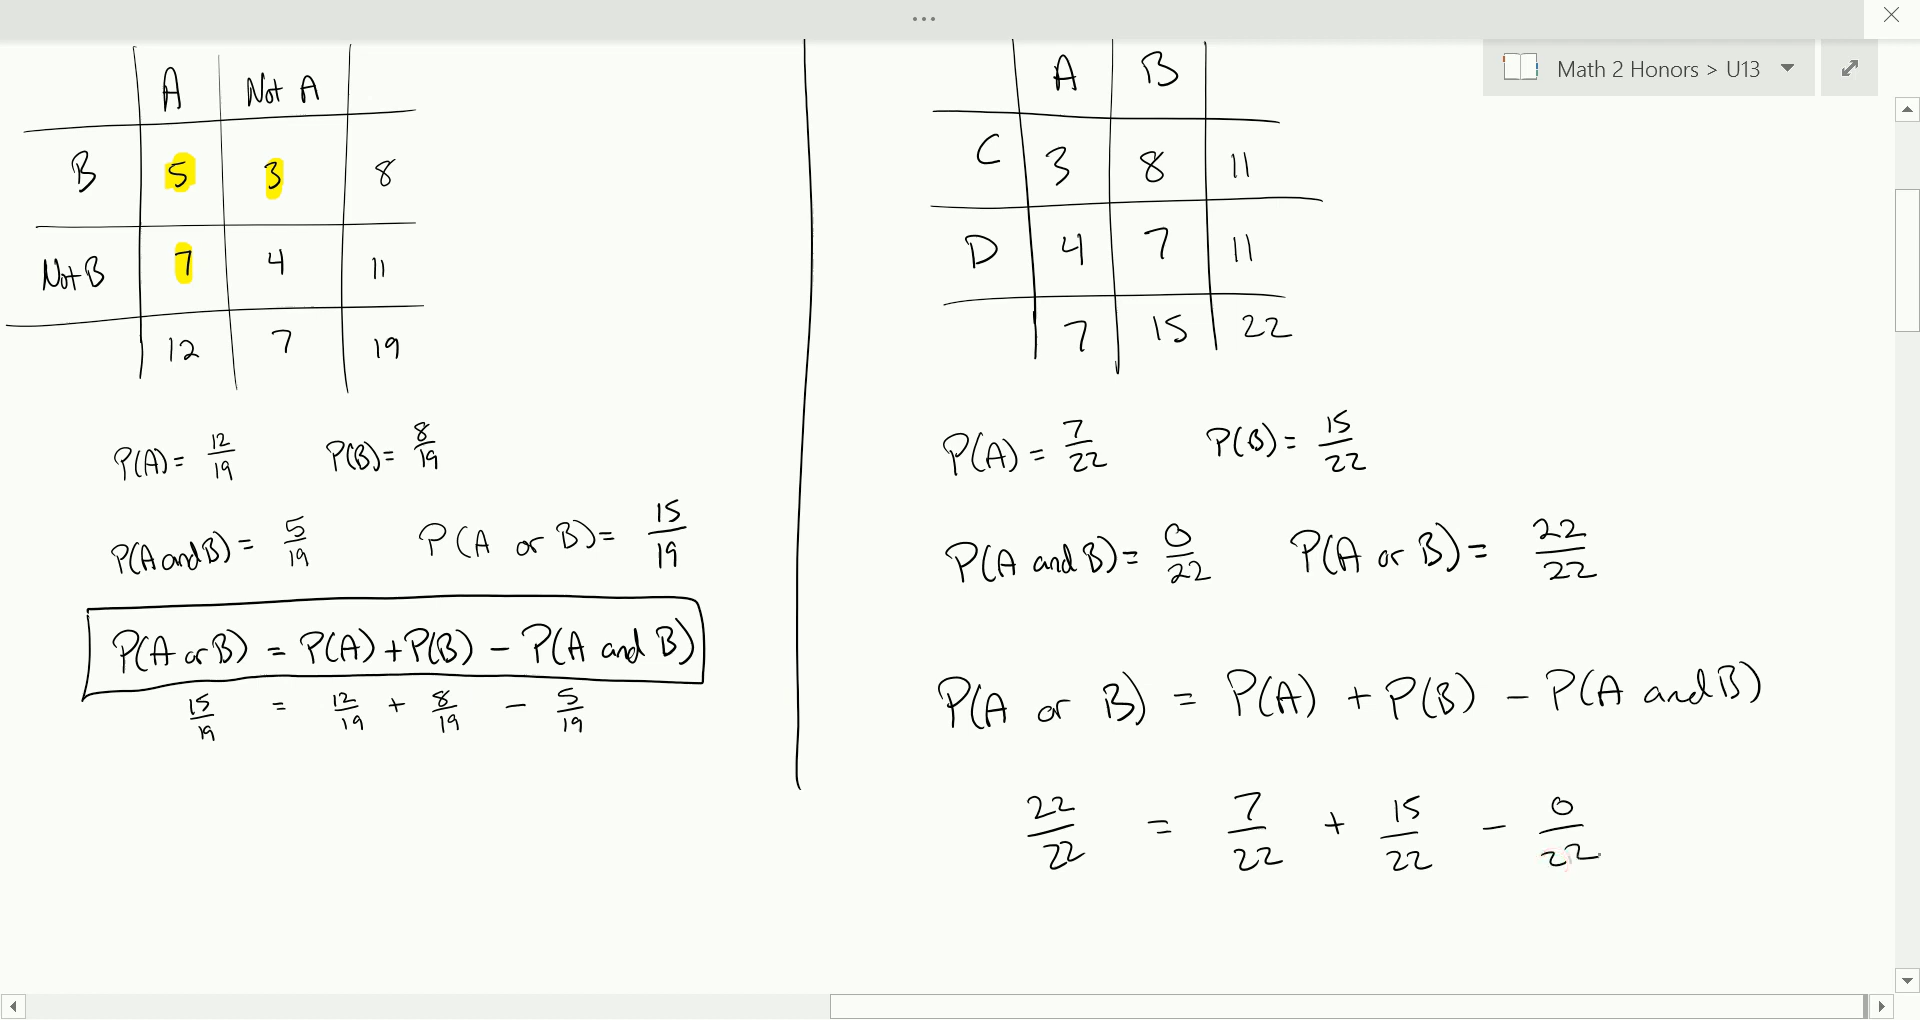 Math 2 Honors > U13
A Not A
B 5 3 8
Not B 7 4 11
12 7 19
P(A) = 12/19 P(B) = 8/19
P(A and B) = 5/19 P(A or B) = 15/19
P(A or B) = P(A) + P(B) - P(A and B)
15/19 = 12/19 + 8/19 - 5/19
A B
C 3 8 11
D 4 7 11
7 15 22
P(A) = 7/22 P(B) = 15/22
P(A and B) = 0/22 P(A or B) = 22/22
P(A or B) = P(A) + P(B) - P(A and B)
22/22 = 7/22 + 15/22 - 0/22